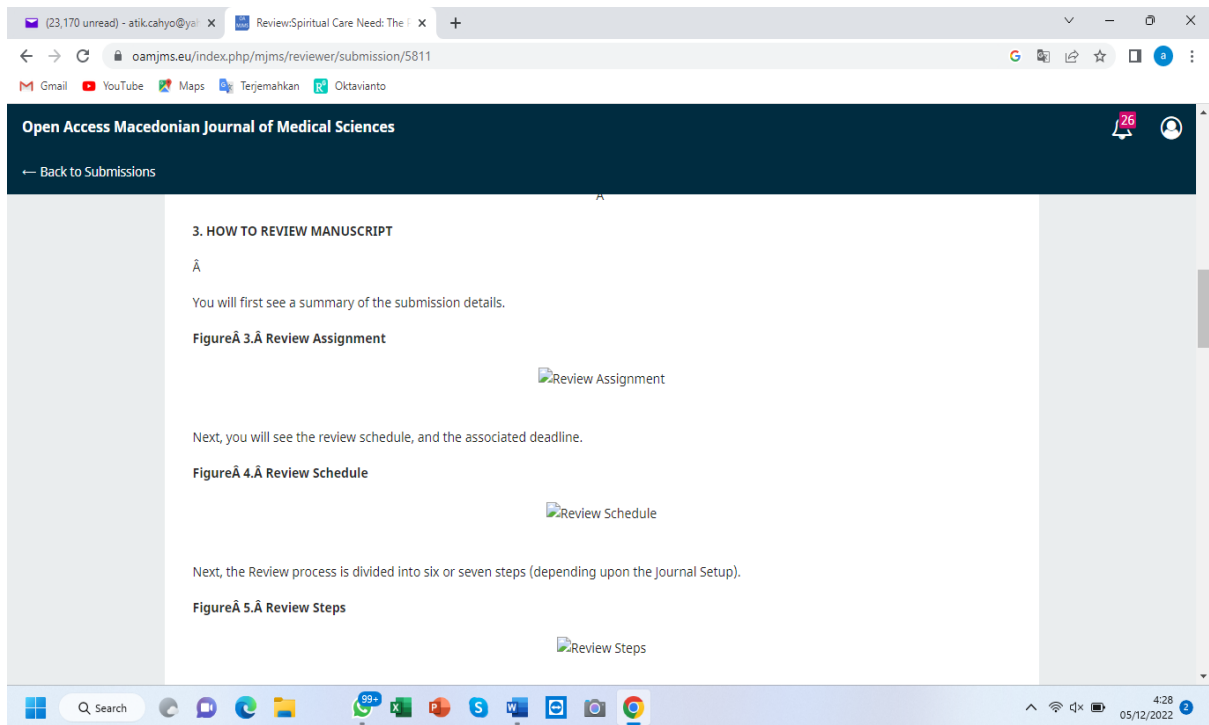 (23,170 unread) - atik.cahyo@yah
Review:Spiritual Care Need: The R
oamjms.eu/index.php/mjms/reviewer/submission/5811
Gmail YouTube Maps Terjemahkan Oktavianto
Open Access Macedonian Journal of Medical Sciences
26
← Back to Submissions
Â
3. HOW TO REVIEW MANUSCRIPT
Â
You will first see a summary of the submission details.
FigureÂ 3.Â Review Assignment
Review Assignment
Next, you will see the review schedule, and the associated deadline.
FigureÂ 4.Â Review Schedule
Review Schedule
Next, the Review process is divided into six or seven steps (depending upon the Journal Setup).
FigureÂ 5.Â Review Steps
Review Steps
Search
99+
4:28
05/12/2022
2